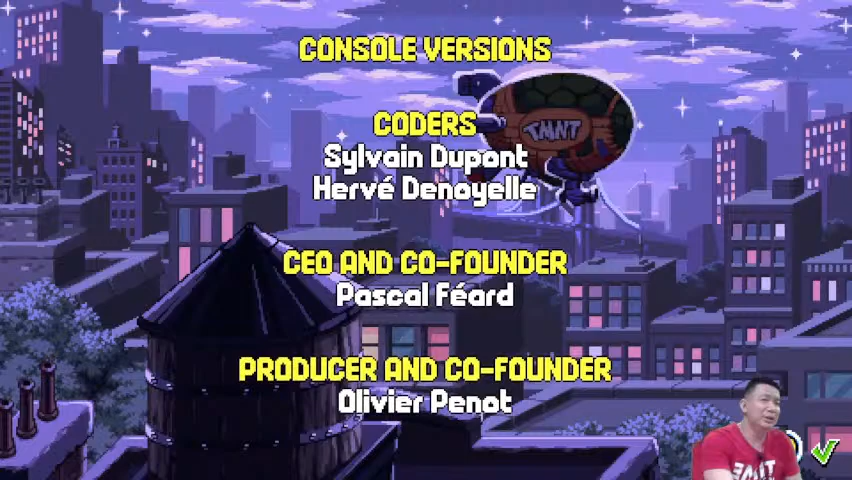 CONSOLE VERSIONS
CODERS
TMNT
Sylvain Dupont
Hervé Denoyelle
CEO AND CO-FOUNDER
Pascal Féard
PRODUCER AND CO-FOUNDER
Olivier Penot